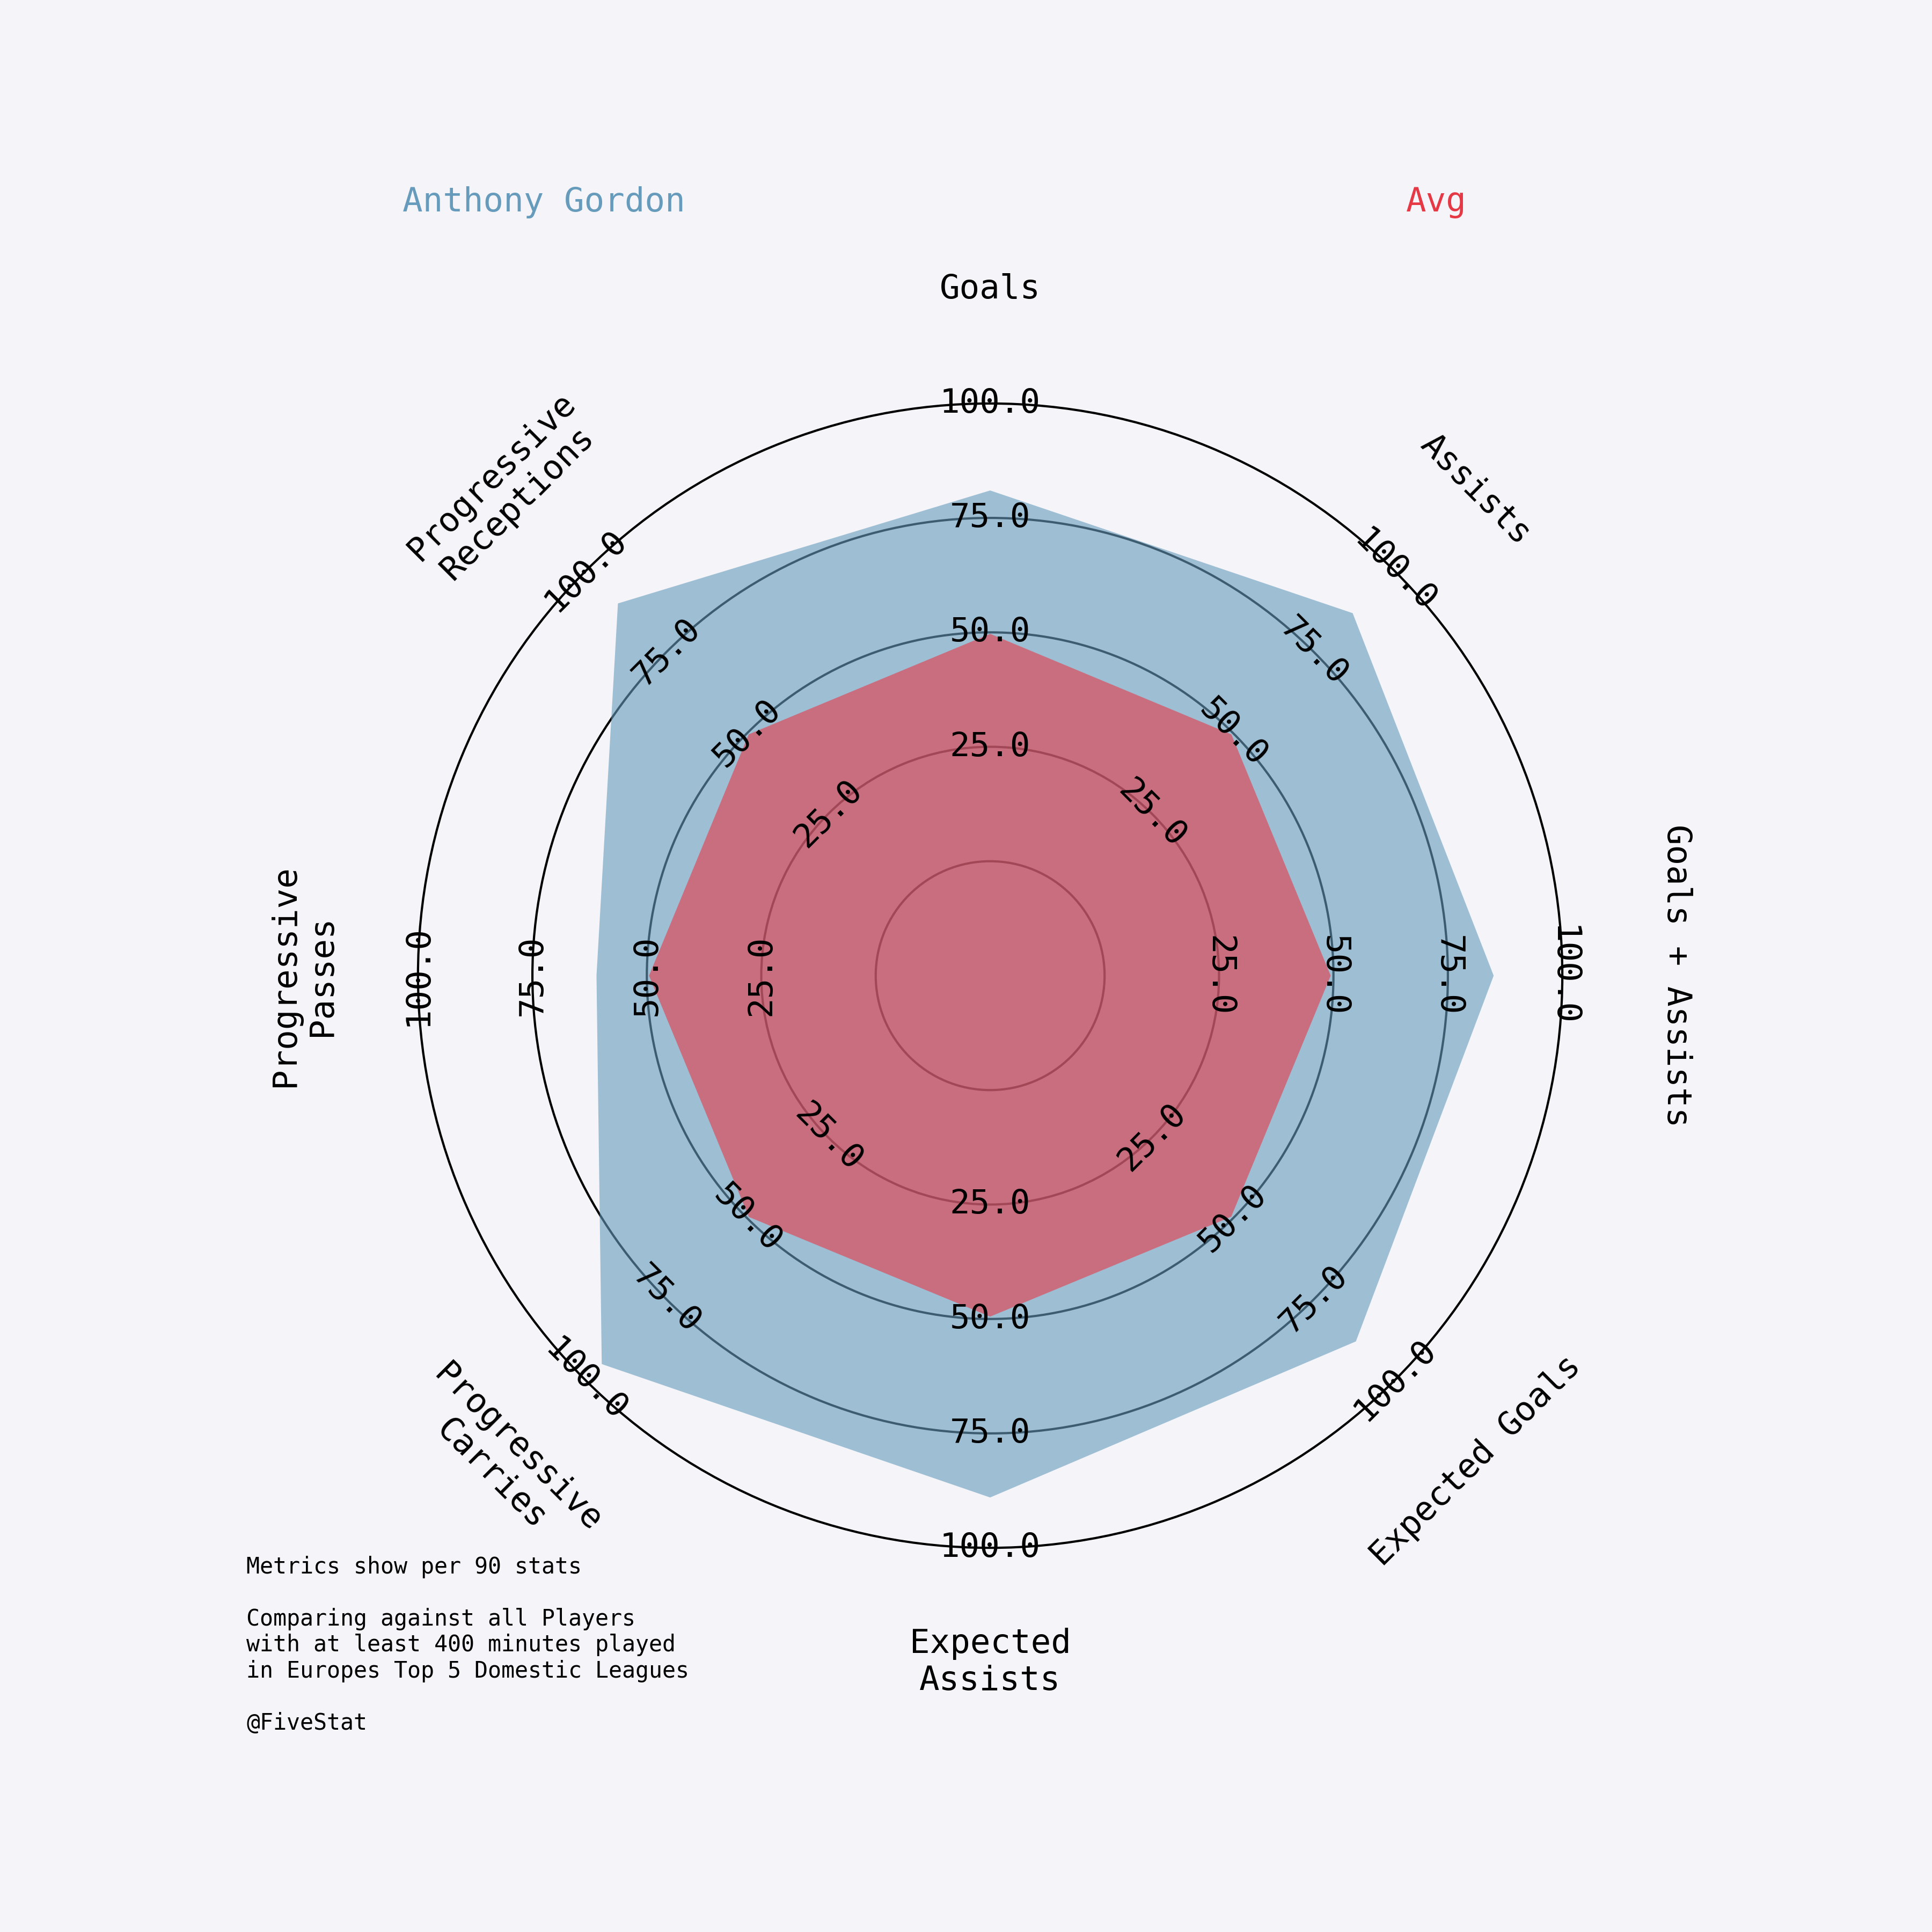 Anthony Gordon
Avg
Goals
Assists
Goals + Assists
Expected Goals
Expected
Assists
Progressive
Carries
Progressive
Passes
Progressive
Receptions
100.0
75.0
50.0
25.0
100.0
75.0
50.0
25.0
100.0
75.0
50.0
25.0
100.0
75.0
50.0
25.0
100.0
75.0
50.0
25.0
100.0
75.0
50.0
25.0
100.0
75.0
50.0
25.0
100.0
75.0
50.0
25.0
Metrics show per 90 stats
Comparing against all Players
with at least 400 minutes played
in Europes Top 5 Domestic Leagues
@FiveStat